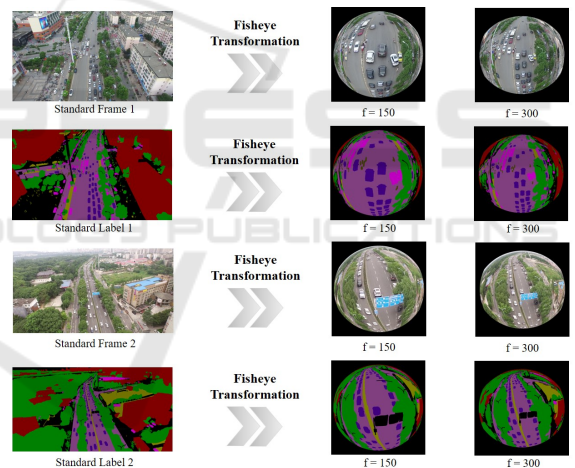 Fisheye
Transformation
Standard Frame 1
f = 150
f = 300
Fisheye
Transformation
Standard Label 1
f = 150
f = 300
Fisheye
Transformation
Standard Frame 2
f = 150
f = 300
Fisheye
Transformation
Standard Label 2
f = 150
f = 300